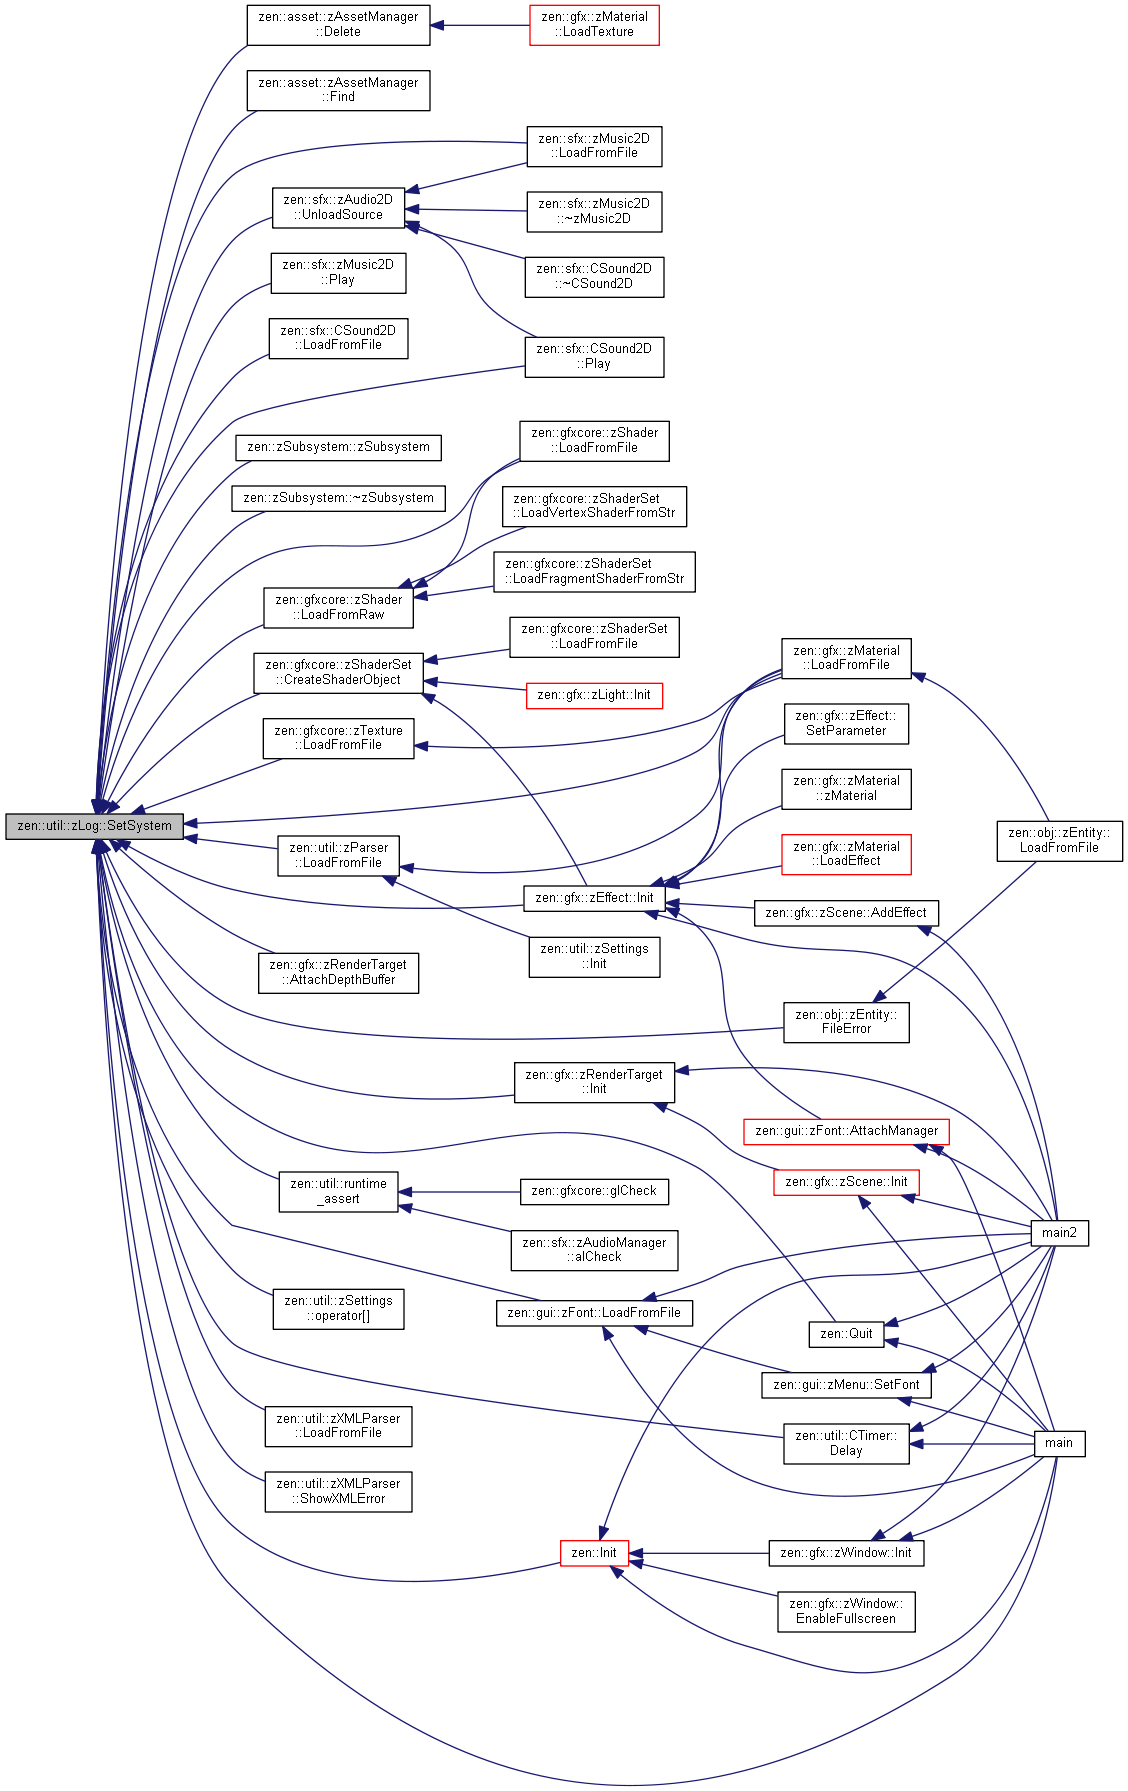 zen::asset::zAssetManager
::Delete
zen::gfx::zMaterial
::LoadTexture
zen::asset::zAssetManager
::Find
zen::sfx::zMusic2D
::LoadFromFile
zen::sfx::zAudio2D
::UnloadSource
zen::sfx::zMusic2D
::~zMusic2D
zen::sfx::zMusic2D
::Play
zen::sfx::CSound2D
::~CSound2D
zen::sfx::CSound2D
::LoadFromFile
zen::sfx::CSound2D
::Play
zen::gfxcore::zShader
::LoadFromFile
zen::zSubsystem::zSubsystem
zen::zSubsystem::~zSubsystem
zen::gfxcore::zShaderSet
::LoadVertexShaderFromStr
zen::gfxcore::zShaderSet
::LoadFragmentShaderFromStr
zen::gfxcore::zShader
::LoadFromRaw
zen::gfxcore::zShaderSet
::LoadFromFile
zen::gfx::zMaterial
::LoadFromFile
zen::gfxcore::zShaderSet
::CreateShaderObject
zen::gfx::zLight::Init
zen::gfxcore::zTexture
::LoadFromFile
zen::gfx::zEffect::
SetParameter
zen::gfx::zMaterial
::zMaterial
zen::util::zLog::SetSystem
zen::obj::zEntity::
LoadFromFile
zen::util::zParser
::LoadFromFile
zen::gfx::zMaterial
::LoadEffect
zen::gfx::zEffect::Init
zen::gfx::zScene::AddEffect
zen::util::zSettings
::Init
zen::gfx::zRenderTarget
::AttachDepthBuffer
zen::obj::zEntity::
FileError
zen::gfx::zRenderTarget
::Init
zen::gui::zFont::AttachManager
zen::util::runtime
_assert
zen::gfxcore::glCheck
zen::gfx::zScene::Init
zen::sfx::zAudioManager
::alCheck
main2
zen::util::zSettings
::operator[]
zen::gui::zFont::LoadFromFile
zen::Quit
zen::gui::zMenu::SetFont
zen::util::zXMLParser
::LoadFromFile
zen::util::CTimer::
Delay
main
zen::util::zXMLParser
::ShowXMLError
zen::Init
zen::gfx::zWindow::Init
zen::gfx::zWindow::
EnableFullscreen